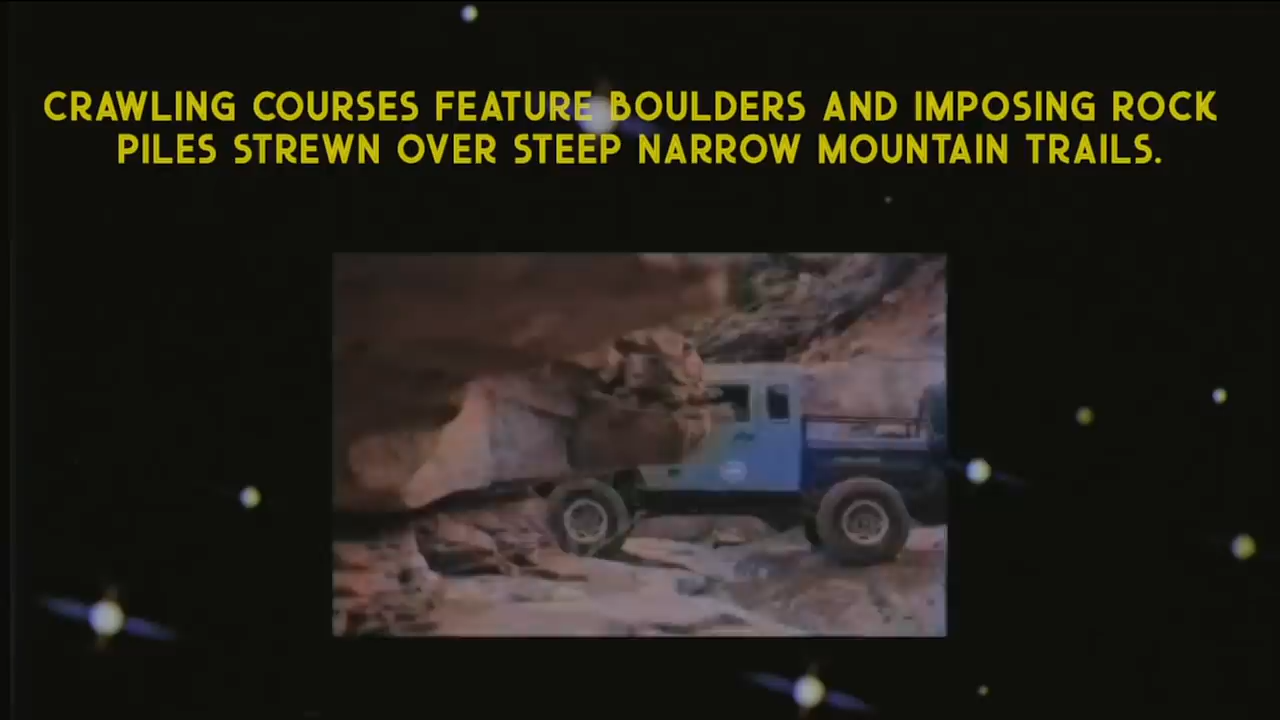 CRAWLING COURSES FEATURE BOULDERS AND IMPOSING ROCK
PILES STREWN OVER STEEP NARROW MOUNTAIN TRAILS.